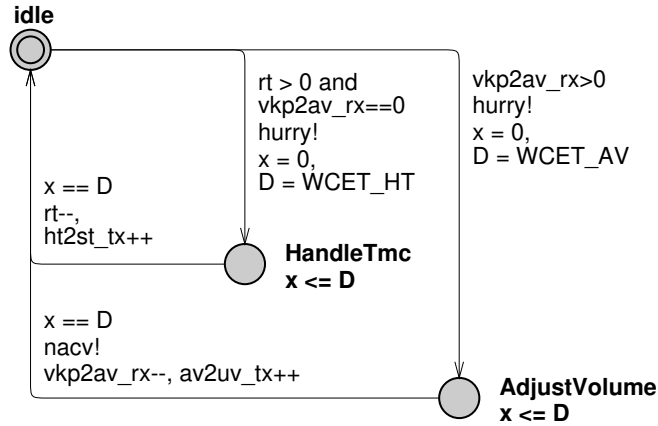 idle
rt > 0 and
vkp2av_rx==0
hurry!
x = 0,
D = WCET_HT
vkp2av_rx>0
hurry!
x = 0,
D = WCET_AV
x == D
rt--,
ht2st_tx++
HandleTmc
x <= D
x == D
nacv!
vkp2av_rx--, av2uv_tx++
AdjustVolume
x <= D